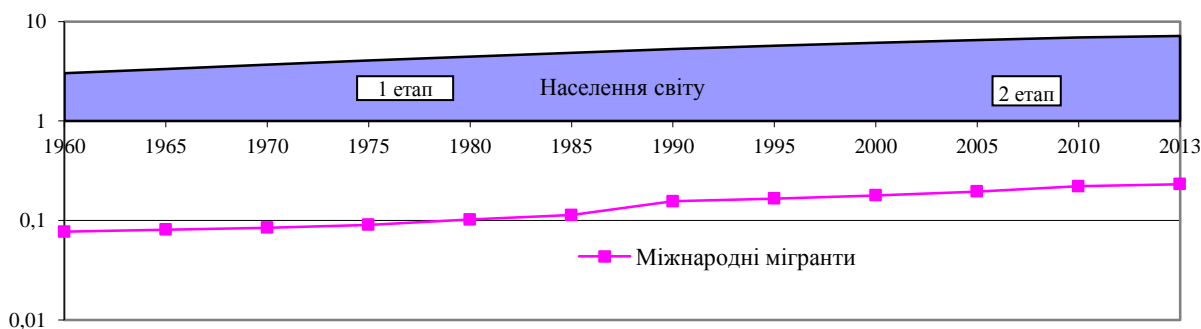 10
1 етап
Населення світу
2 етап
1
1960 1965 1970 1975 1980 1985 1990 1995 2000 2005 2010 2013
0,1
Міжнародні мігранти
0,01